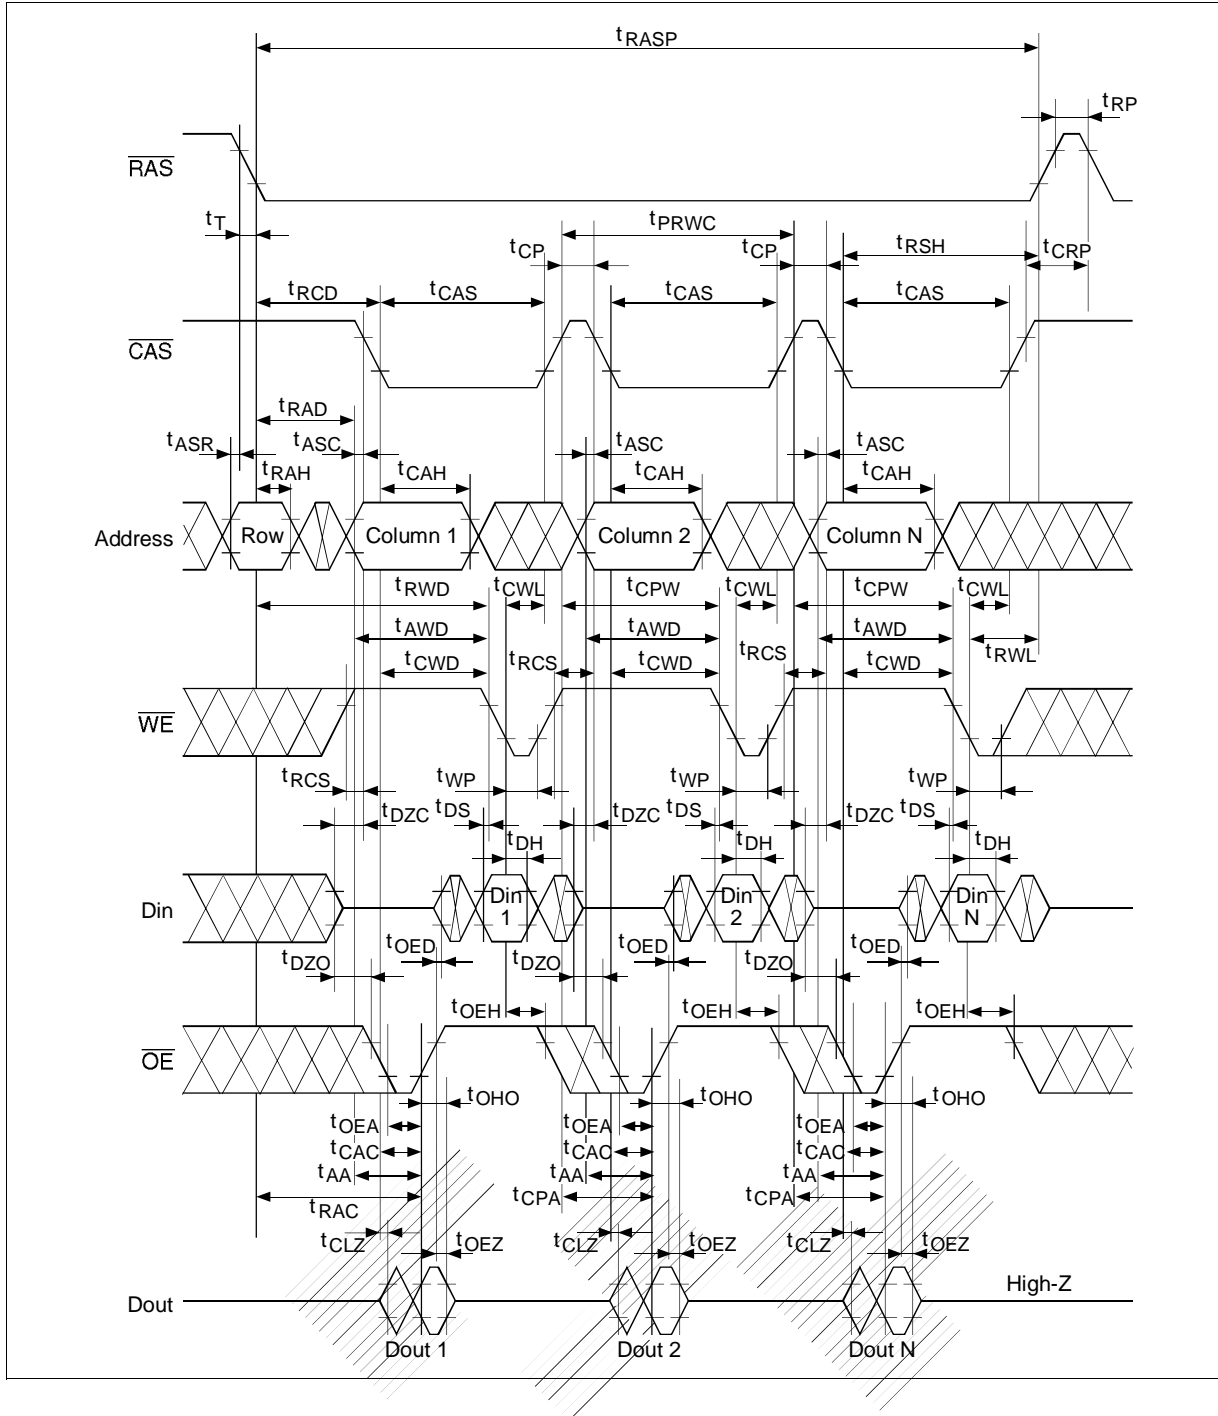 tRASP
tRP
RAS
tT tPRWC
tCP tCP tRSH tCRP
tRCD tCAS tCAS tCAS
CAS
tRAD
tASR tASC tASC tASC
tRAH tCAH tCAH tCAH
Address Row Column 1 Column 2 Column N
tRWD tCWL tCPW tCWL tCPW tCWL
tAWD tAWD tAWD
tCWD tRCS tCWD tRCS tCWD tRWL
WE
tRCS tWP tWP tWP
tDZC tDS tDZC tDS tDZC tDS
tDH tDH tDH
Din Din 1 Din 2 Din N
tDZO tOED tDZO tOED tDZO tOED
tOEH tOEH tOEH
OE
tOHO tOHO tOHO
tOEA tOEA tOEA
tCAC tCAC tCAC
tAA tAA tAA
tRAC tCPA tCPA
tCLZ tOEZ tCLZ tOEZ tCLZ tOEZ
Dout High-Z
Dout 1 Dout 2 Dout N